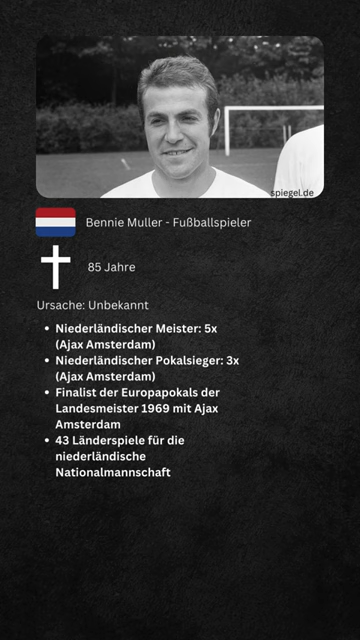 spiegel.de
Bennie Muller - Fußballspieler
85 Jahre
Ursache: Unbekannt
• Niederländischer Meister: 5x
(Ajax Amsterdam)
• Niederländischer Pokalsieger: 3x
(Ajax Amsterdam)
• Finalist der Europapokals der
Landesmeister 1969 mit Ajax
Amsterdam
• 43 Länderspiele für die
niederländische
Nationalmannschaft